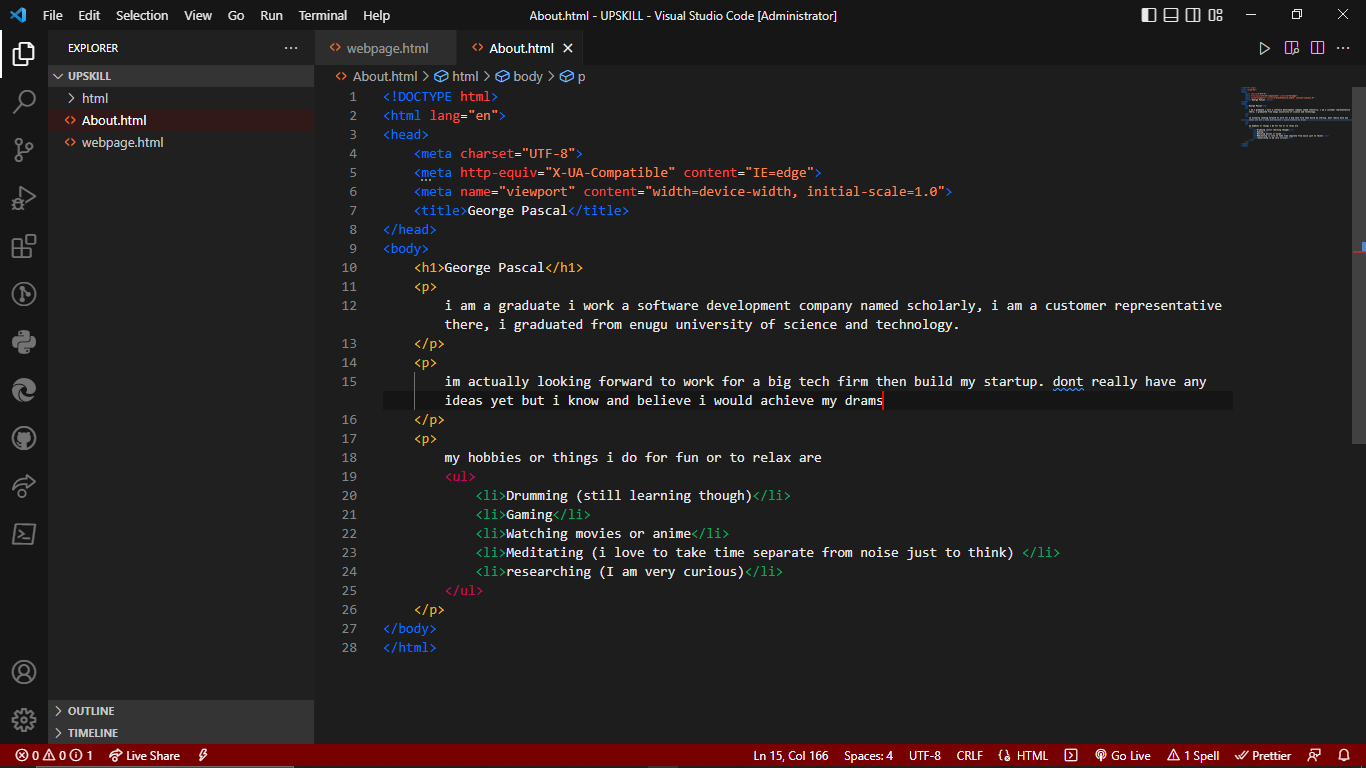 File Edit Selection View Go Run Terminal Help About.html - UPSKILL - Visual Studio Code [Administrator]
EXPLORER
UPSKILL
html
About.html
webpage.html
OUTLINE
TIMELINE
webpage.html About.html
About.html > html > body > p
1 <!DOCTYPE html>
2 <html lang="en">
3 <head>
4 <meta charset="UTF-8">
5 <meta http-equiv="X-UA-Compatible" content="IE=edge">
6 <meta name="viewport" content="width=device-width, initial-scale=1.0">
7 <title>George Pascal</title>
8 </head>
9 <body>
10 <h1>George Pascal</h1>
11 <p>
12 i am a graduate i work a software development company named scholarly, i am a customer representative
there, i graduated from enugu university of science and technology.
13 </p>
14 <p>
15 im actually looking forward to work for a big tech firm then build my startup. dont really have any
ideas yet but i know and believe i would achieve my drams
16 </p>
17 <p>
18 my hobbies or things i do for fun or to relax are
19 <ul>
20 <li>Drumming (still learning though)</li>
21 <li>Gaming</li>
22 <li>Watching movies or anime</li>
23 <li>Meditating (i love to take time separate from noise just to think) </li>
24 <li>researching (I am very curious)</li>
25 </ul>
26 </p>
27 </body>
28 </html>
0 0 1 Live Share Ln 15, Col 166 Spaces: 4 UTF-8 CRLF HTML Go Live 1 Spell Prettier